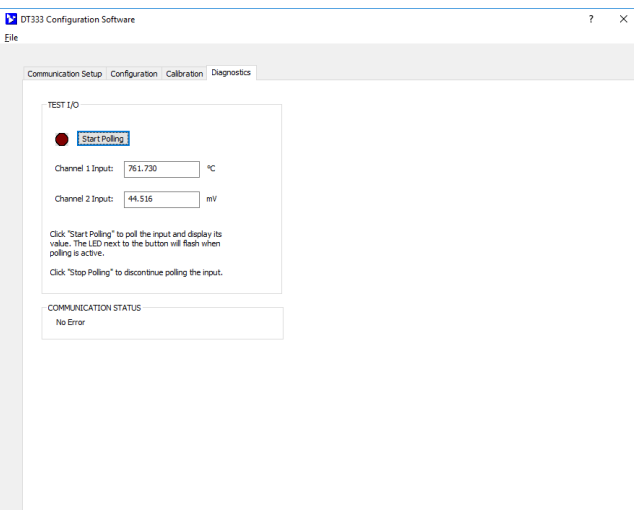 DT333 Configuration Software
File
Communication Setup Configuration Calibration Diagnostics
TEST I/O
Start Polling
Channel 1 Input: 761.730 °C
Channel 2 Input: 44.516 mV
Click "Start Polling" to poll the input and display its
value. The LED next to the button will flash when
polling is active.
Click "Stop Polling" to discontinue polling the input.
COMMUNICATION STATUS
No Error